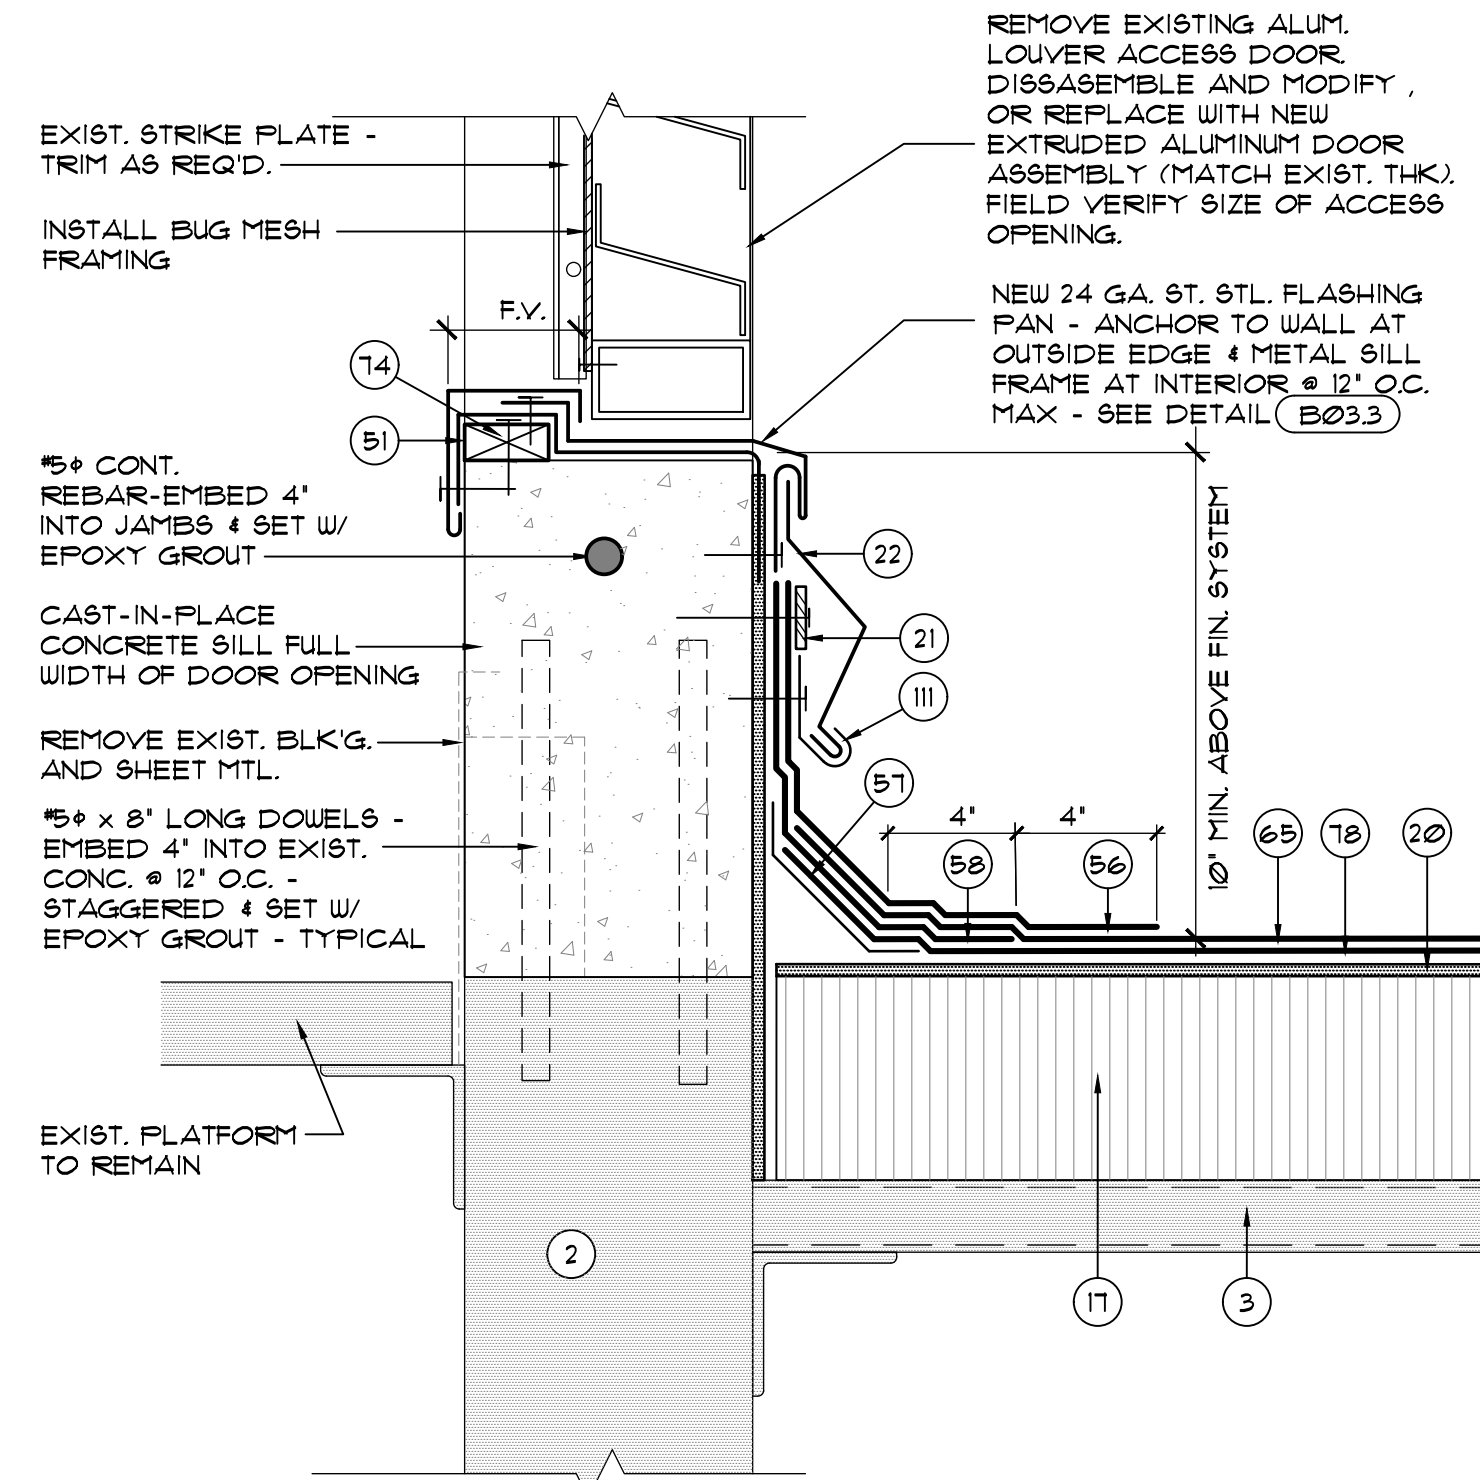 REMOVE EXISTING ALUM.
LOUVER ACCESS DOOR.
DISSASEMBLE AND MODIFY ,
OR REPLACE WITH NEW
EXTRUDED ALUMINUM DOOR
ASSEMBLY (MATCH EXIST. THK).
FIELD VERIFY SIZE OF ACCESS
OPENING.
EXIST. STRIKE PLATE -
TRIM AS REQ'D.
INSTALL BUG MESH
FRAMING
F.V.
NEW 24 GA. ST. STL. FLASHING
PAN - ANCHOR TO WALL AT
OUTSIDE EDGE & METAL SILL
FRAME AT INTERIOR @ 12" O.C.
MAX - SEE DETAIL BØ3.3
74
51
#5φ CONT.
REBAR-EMBED 4"
INTO JAMBS & SET W/
EPOXY GROUT
CAST-IN-PLACE
CONCRETE SILL FULL
WIDTH OF DOOR OPENING
REMOVE EXIST. BLK'G.
AND SHEET MTL.
#5φ x 8" LONG DOWELS -
EMBED 4" INTO EXIST.
CONC. @ 12" O.C. -
STAGGERED & SET W/
EPOXY GROUT - TYPICAL
22
21
111
57
4"
4"
58
56
10" MIN. ABOVE FIN. SYSTEM
65
78
20
EXIST. PLATFORM
TO REMAIN
2
17
3